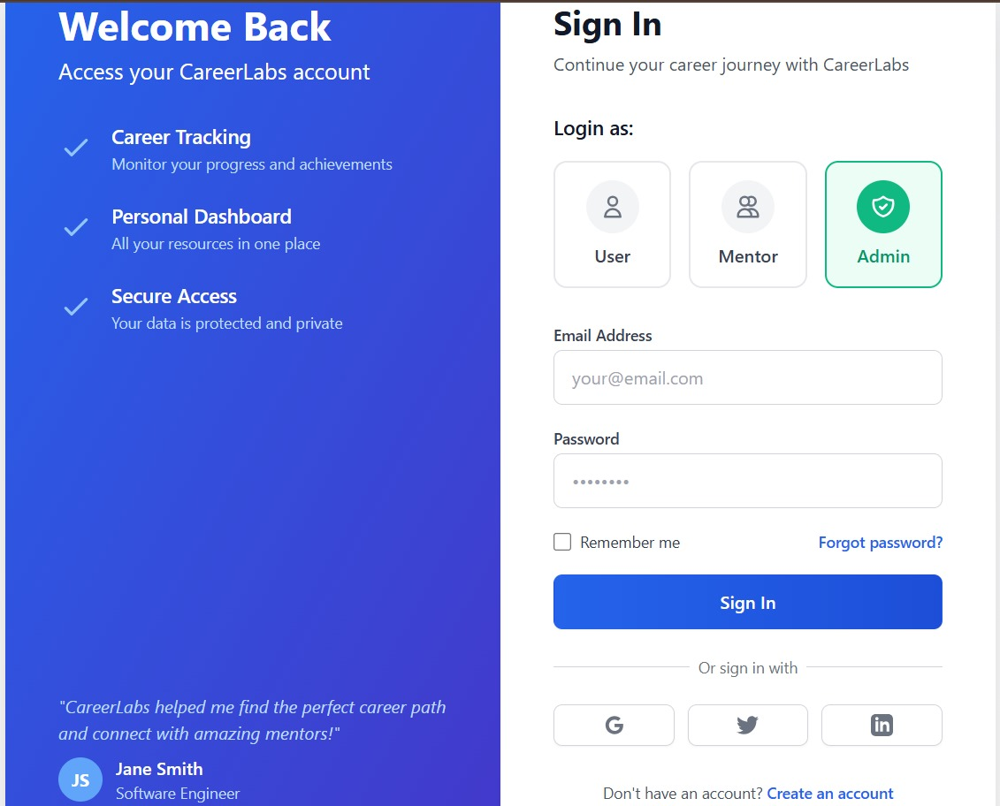 Welcome Back
Access your CareerLabs account
Career Tracking
Monitor your progress and achievements
Personal Dashboard
All your resources in one place
Secure Access
Your data is protected and private
"CareerLabs helped me find the perfect career path
and connect with amazing mentors!"
JS
Jane Smith
Software Engineer
Sign In
Continue your career journey with CareerLabs
Login as:
User
Mentor
Admin
Email Address
your@email.com
Password
••••••••
Remember me
Forgot password?
Sign In
Or sign in with
G
in
Don't have an account? Create an account